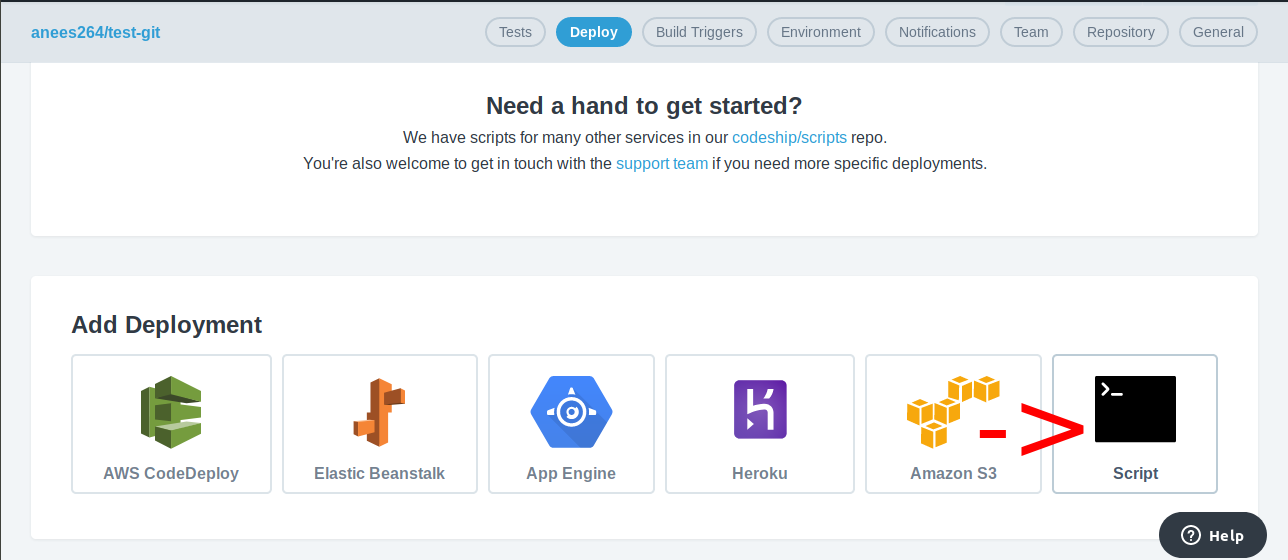 anees264/test-git
Tests
Deploy
Build Triggers
Environment
Notifications
Team
Repository
General
Need a hand to get started?
We have scripts for many other services in our codeship/scripts repo.
You're also welcome to get in touch with the support team if you need more specific deployments.
Add Deployment
AWS CodeDeploy
Elastic Beanstalk
App Engine
Heroku
Amazon S3
Script
Help